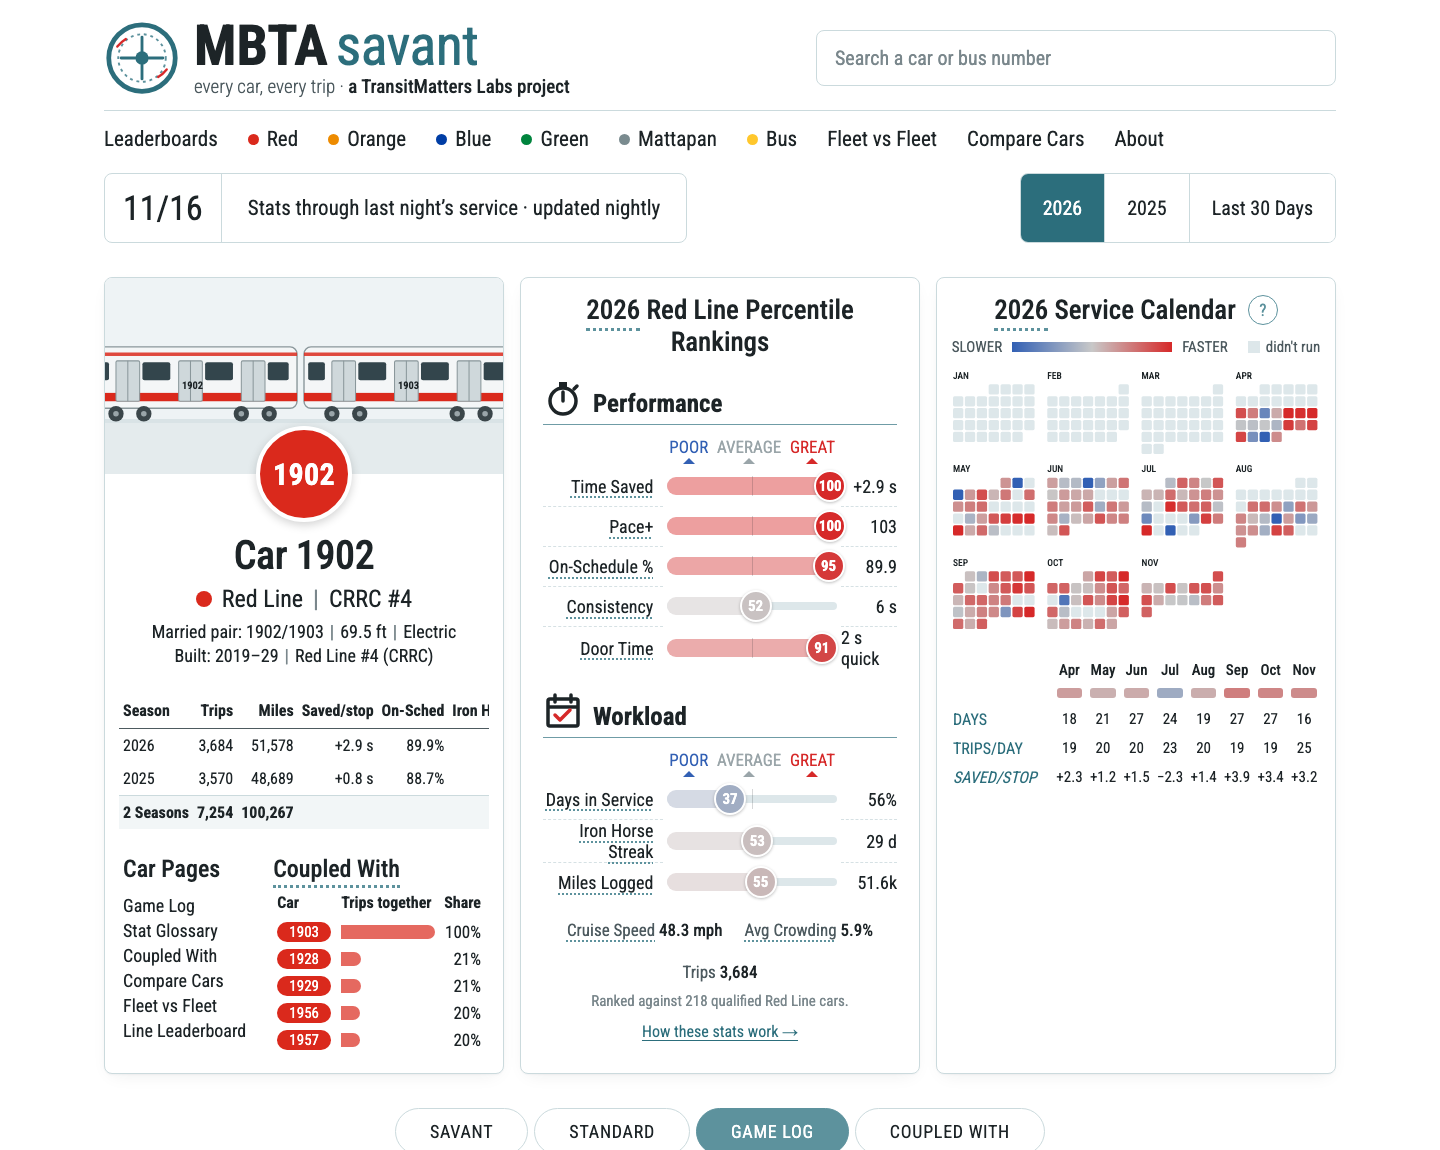 MBTA savant
every car, every trip · a TransitMatters Labs project
Search a car or bus number
Leaderboards Red Orange Blue Green Mattapan Bus Fleet vs Fleet Compare Cars About
11/16 Stats through last night’s service · updated nightly
2026 2025 Last 30 Days
1902 1903
1902
Car 1902
Red Line | CRRC #4
Married pair: 1902/1903 | 69.5 ft | Electric
Built: 2019–29 | Red Line #4 (CRRC)
Season Trips Miles Saved/stop On-Sched Iron H
2026 3,684 51,578 +2.9 s 89.9%
2025 3,570 48,689 +0.8 s 88.7%
2 Seasons 7,254 100,267
Car Pages
Game Log
Stat Glossary
Coupled With
Compare Cars
Fleet vs Fleet
Line Leaderboard
Coupled With
Car Trips together Share
1903 100%
1928 21%
1929 21%
1956 20%
1957 20%
2026 Red Line Percentile
Rankings
Performance
POOR AVERAGE GREAT
Time Saved 100 +2.9 s
Pace+ 100 103
On-Schedule % 95 89.9
Consistency 52 6 s
Door Time 91 2 s
quick
Workload
POOR AVERAGE GREAT
Days in Service 37 56%
Iron Horse
Streak 53 29 d
Miles Logged 55 51.6k
Cruise Speed 48.3 mph Avg Crowding 5.9%
Trips 3,684
Ranked against 218 qualified Red Line cars.
How these stats work →
2026 Service Calendar ?
SLOWER FASTER didn't run
JAN FEB MAR APR
MAY JUN JUL AUG
SEP OCT NOV
Apr May Jun Jul Aug Sep Oct Nov
DAYS 18 21 27 24 19 27 27 16
TRIPS/DAY 19 20 20 23 20 19 19 25
SAVED/STOP +2.3 +1.2 +1.5 −2.3 +1.4 +3.9 +3.4 +3.2
SAVANT STANDARD GAME LOG COUPLED WITH